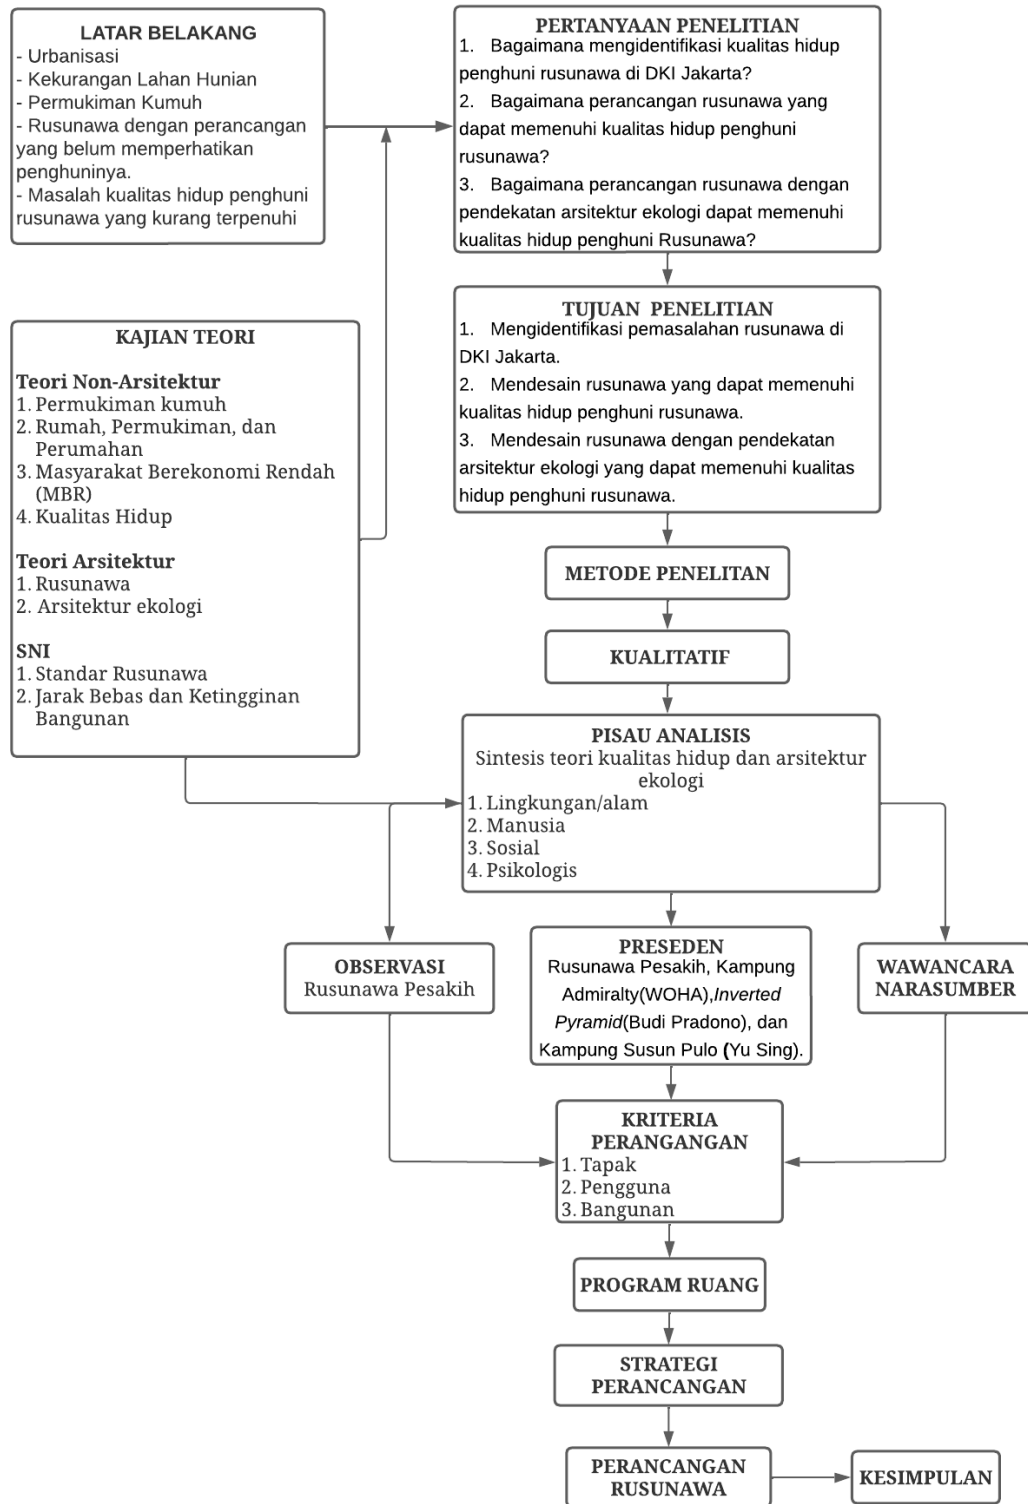 LATAR BELAKANG
- Urbanisasi
- Kekurangan Lahan Hunian
- Permukiman Kumuh
- Rusunawa dengan perancangan
yang belum memperhatikan
penghuninya.
- Masalah kualitas hidup penghuni
rusunawa yang kurang terpenuhi
PERTANYAAN PENELITIAN
1. Bagaimana mengidentifikasi kualitas hidup
penghuni rusunawa di DKI Jakarta?
2. Bagaimana perancangan rusunawa yang
dapat memenuhi kualitas hidup penghuni
rusunawa?
3. Bagaimana perancangan rusunawa dengan
pendekatan arsitektur ekologi dapat memenuhi
kualitas hidup penghuni Rusunawa?
TUJUAN PENELITIAN
1. Mengidentifikasi pemasalahan rusunawa di
DKI Jakarta.
2. Mendesain rusunawa yang dapat memenuhi
kualitas hidup penghuni rusunawa.
3. Mendesain rusunawa dengan pendekatan
arsitektur ekologi yang dapat memenuhi kualitas
hidup penghuni rusunawa.
KAJIAN TEORI
Teori Non-Arsitektur
1. Permukiman kumuh
2. Rumah, Permukiman, dan
Perumahan
3. Masyarakat Berekonomi Rendah
(MBR)
4. Kualitas Hidup
Teori Arsitektur
1. Rusunawa
2. Arsitektur ekologi
SNI
1. Standar Rusunawa
2. Jarak Bebas dan Ketingginan
Bangunan
METODE PENELITAN
KUALITATIF
PISAU ANALISIS
Sintesis teori kualitas hidup dan arsitektur
ekologi
1. Lingkungan/alam
2. Manusia
3. Sosial
4. Psikologis
OBSERVASI
Rusunawa Pesakih
PRESEDEN
Rusunawa Pesakih, Kampung
Admiralty(WOHA),Inverted
Pyramid(Budi Pradono), dan
Kampung Susun Pulo (Yu Sing).
WAWANCARA
NARASUMBER
KRITERIA
PERANGANGAN
1. Tapak
2. Pengguna
3. Bangunan
PROGRAM RUANG
STRATEGI
PERANCANGAN
PERANCANGAN
RUSUNAWA
KESIMPULAN